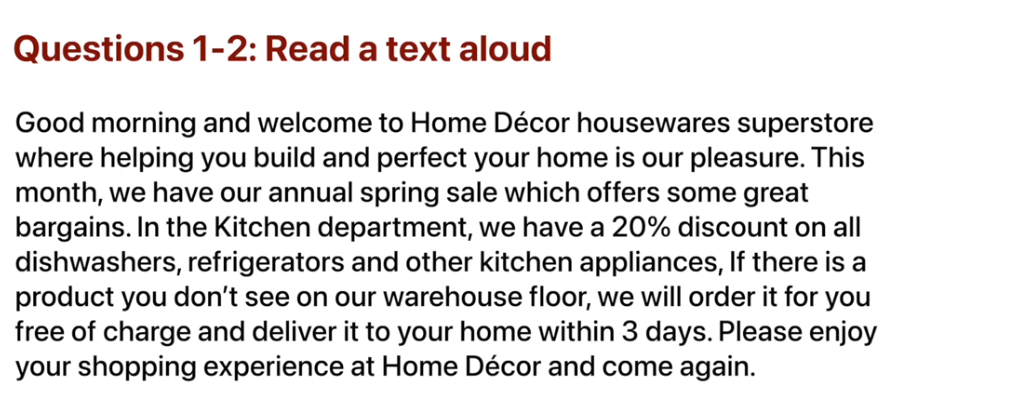 Questions 1-2: Read a text aloud
Good morning and welcome to Home Décor housewares superstore
where helping you build and perfect your home is our pleasure. This
month, we have our annual spring sale which offers some great
bargains. In the Kitchen department, we have a 20% discount on all
dishwashers, refrigerators and other kitchen appliances, If there is a
product you don’t see on our warehouse floor, we will order it for you
free of charge and deliver it to your home within 3 days. Please enjoy
your shopping experience at Home Décor and come again.